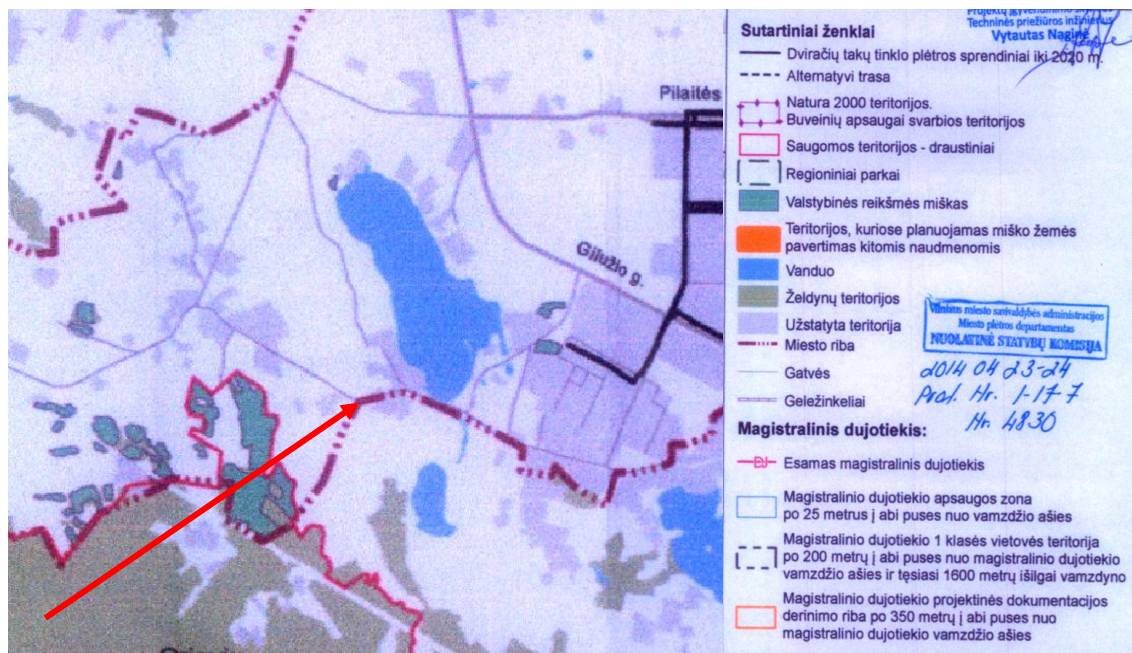 Pilaitės
Gilužio g.
Techninės priežiūros inžinierius
Vytautas Naginė
Sutartiniai ženklai
Dviračių takų tinklo plėtros sprendiniai iki 2020 m.
Alternatyvi trasa
Natura 2000 teritorijos.
Buveinių apsaugai svarbios teritorijos
Saugomos teritorijos - draustiniai
Regioniniai parkai
Valstybinės reikšmės miškas
Teritorijos, kuriose planuojamas miško žemės
pavertimas kitomis naudmenomis
Vanduo
Želdynų teritorijos
Užstatyta teritorija
Miesto riba
Gatvės
Geležinkeliai
Vilniaus miesto savivaldybės administracijos
Miesto plėtros departamentas
NUOLATINĖ STATYBŲ KOMISIJA
2014 04 23-24
Prot. Nr. 1-17-7
Nr. 4830
Magistralinis dujotiekis:
Esamas magistralinis dujotiekis
Magistralinio dujotiekio apsaugos zona
po 25 metrus į abi puses nuo vamzdžio ašies
Magistralinio dujotiekio 1 klasės vietovės teritorija
po 200 metrų į abi puses nuo magistralinio dujotiekio
vamzdžio ašies ir tęsiasi 1600 metrų išilgai vamzdyno
Magistralinio dujotiekio projektinės dokumentacijos
derinimo riba po 350 metrų į abi puses nuo
magistralinio dujotiekio vamzdžio ašies